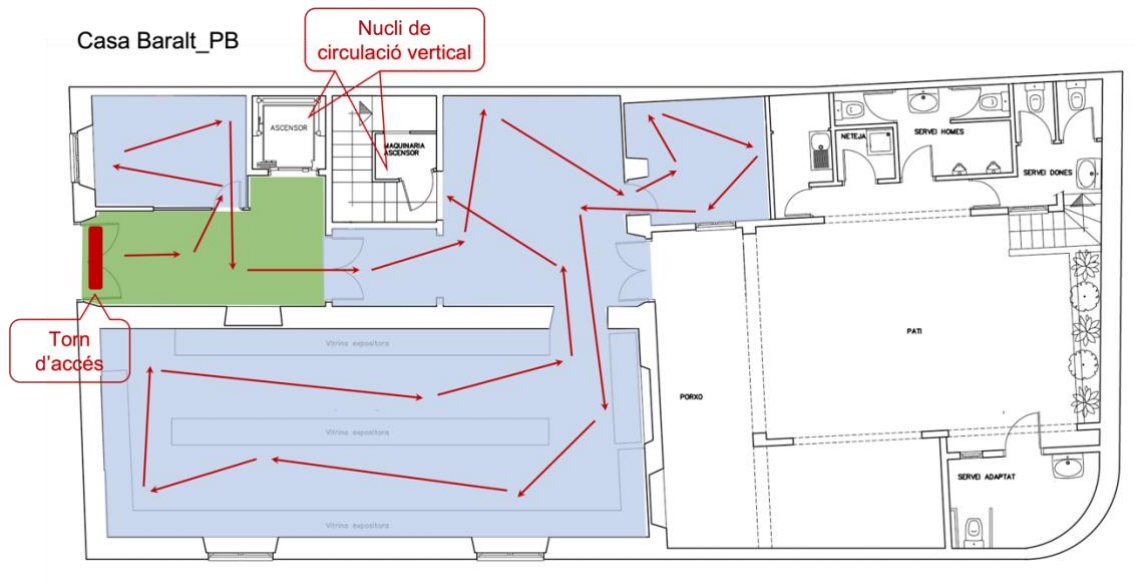 Casa Baralt_PB
Nucli de
circulació vertical
ASCENSOR
MAQUINARIA
ASCENSOR
NETEJA
SERVEI HOMES
SERVEI DONES
Torn
d'accés
Vitrina expositora
PATI
PORXO
Vitrina expositora
SERVEI ADAPTAT
Vitrina expositora